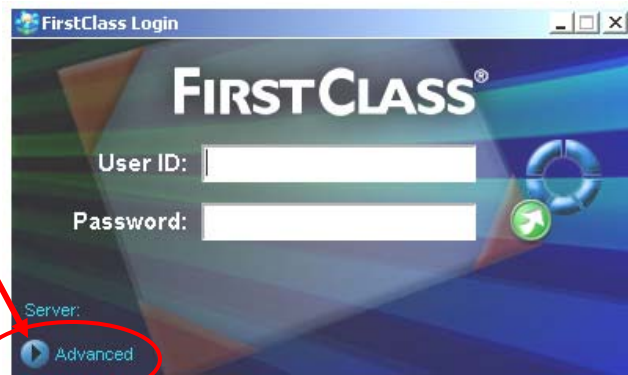 FirstClass Login
FIRSTCLASS®
User ID:
Password:
Server:
Advanced